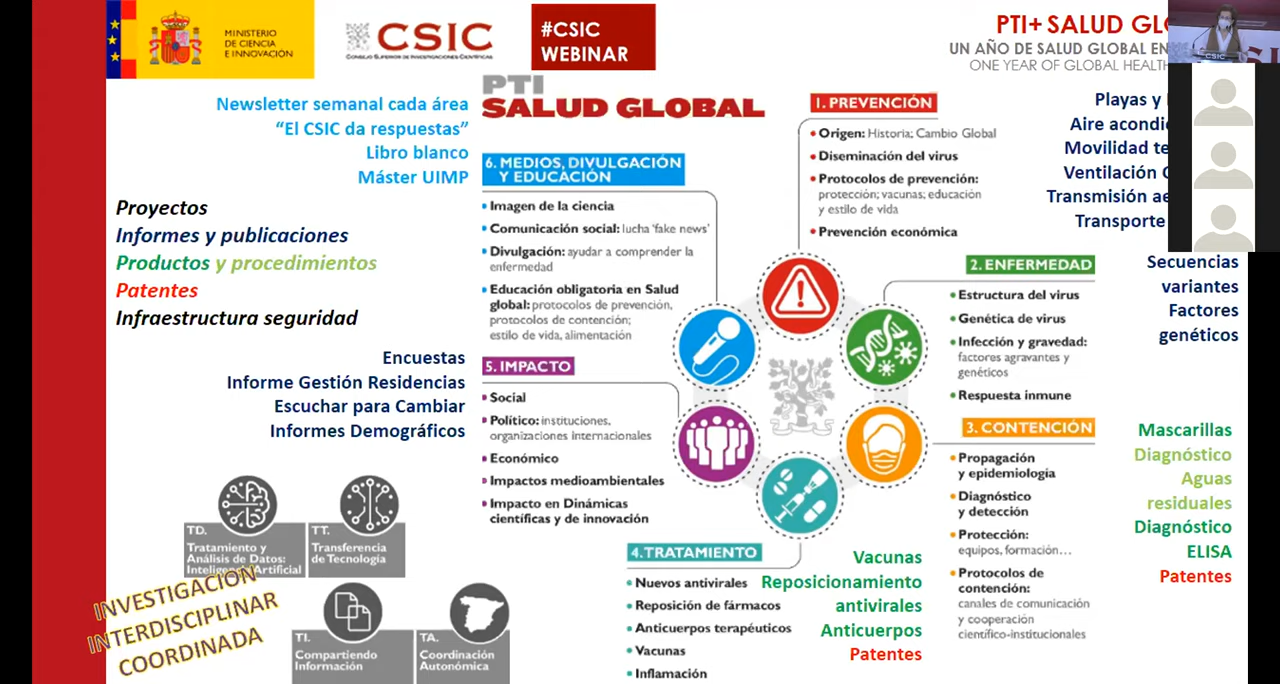 MINISTERIO
DE CIENCIA
E INNOVACIÓN
CSIC
CONSEJO SUPERIOR DE INVESTIGACIONES CIENTÍFICAS
#CSIC
WEBINAR
PTI+ SALUD GLO
UN AÑO DE SALUD GLOBAL EN
ONE YEAR OF GLOBAL HEALTH
CSIC
PTI
SALUD GLOBAL
Newsletter semanal cada área
“El CSIC da respuestas”
Libro blanco
Máster UIMP
Proyectos
Informes y publicaciones
Productos y procedimientos
Patentes
Infraestructura seguridad
Encuestas
Informe Gestión Residencias
Escuchar para Cambiar
Informes Demográficos
6. MEDIOS, DIVULGACIÓN
Y EDUCACIÓN
Imagen de la ciencia
Comunicación social: lucha ‘fake news’
Divulgación: ayudar a comprender la
enfermedad
Educación obligatoria en Salud
global: protocolos de prevención,
protocolos de contención;
estilo de vida, alimentación
5. IMPACTO
Social
Político: instituciones,
organizaciones internacionales
Económico
Impactos medioambientales
Impacto en Dinámicas
científicas y de innovación
1. PREVENCIÓN
Origen: Historia; Cambio Global
Diseminación del virus
Protocolos de prevención:
protección; vacunas; educación
y estilo de vida
Prevención económica
Playas y
Aire acondi
Movilidad te
Ventilación
Transmisión ae
Transporte
2. ENFERMEDAD
Estructura del virus
Genética de virus
Infección y gravedad:
factores agravantes y
genéticos
Respuesta inmune
Secuencias
variantes
Factores
genéticos
3. CONTENCIÓN
Propagación
y epidemiología
Diagnóstico
y detección
Protección:
equipos, formación...
Protocolos de
contención:
canales de comunicación
y cooperación
científico-institucionales
Mascarillas
Diagnóstico
Aguas
residuales
Diagnóstico
ELISA
Patentes
4. TRATAMIENTO
Nuevos antivirales
Reposición de fármacos
Anticuerpos terapéuticos
Vacunas
Inflamación
Vacunas
Reposicionamiento
antivirales
Anticuerpos
Patentes
TD.
Tratamiento y
Análisis de Datos:
Inteligencia Artificial
TT.
Transferencia
de Tecnología
TI.
Compartiendo
Información
TA.
Coordinación
Autonómica
INVESTIGACION
INTERDISCIPLINAR
COORDINADA